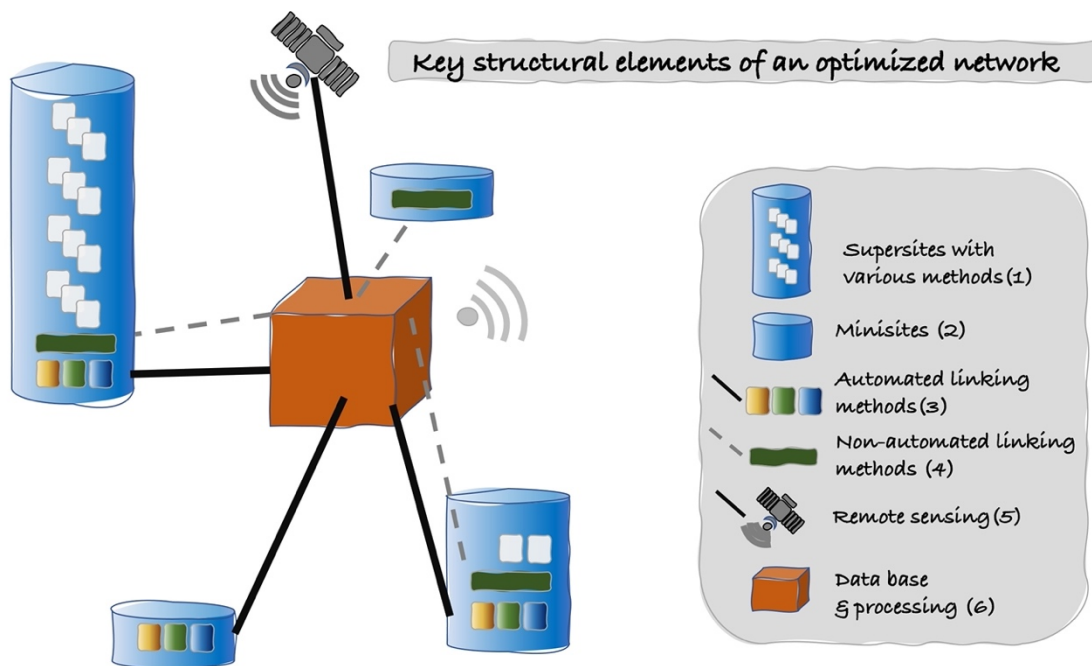 Key structural elements of an optimized network
Supersites with
various methods (1)
Minisites (2)
Automated linking
methods (3)
Non-automated linking
methods (4)
Remote sensing (5)
Data base
& processing (6)